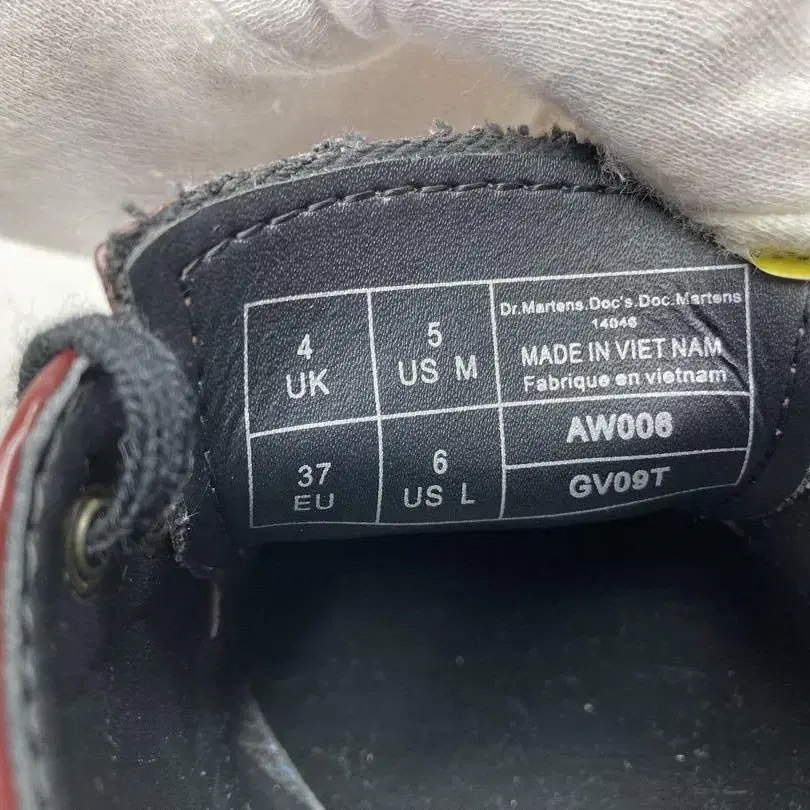 4
UK
5
US M
Dr.Martens.Doc's.Doc.Martens
14046
MADE IN VIET NAM
Fabrique en vietnam
37
EU
6
US L
AW006
GV09T